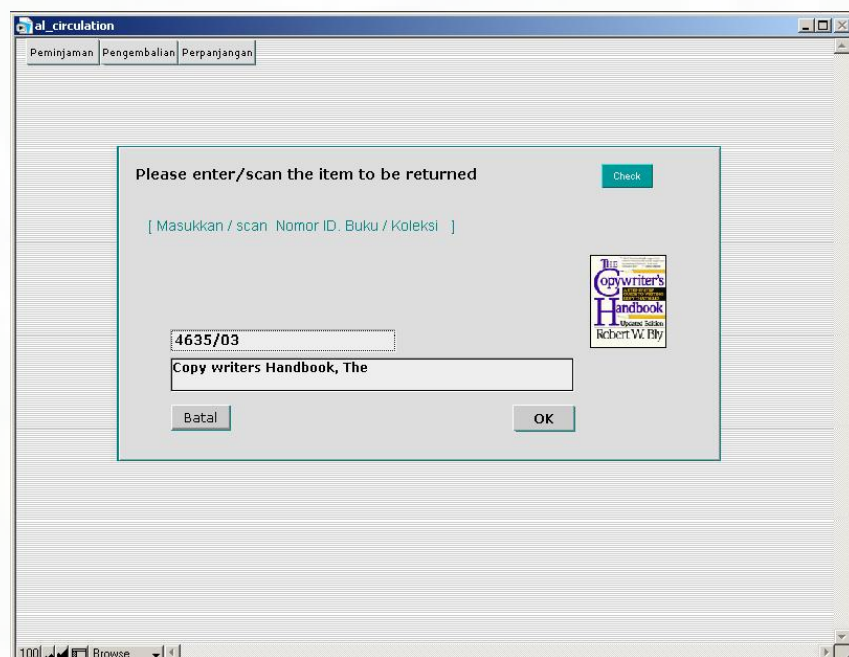 al_circulation
Peminjaman Pengembalian Perpanjangan
Please enter/scan the item to be returned
Check
[ Masukkan / scan Nomor ID. Buku / Koleksi ]
The
Copywriter's
Handbook
Updated Edition
Robert W. Bly
4635/03
Copy writers Handbook, The
Batal
OK
100 Browse